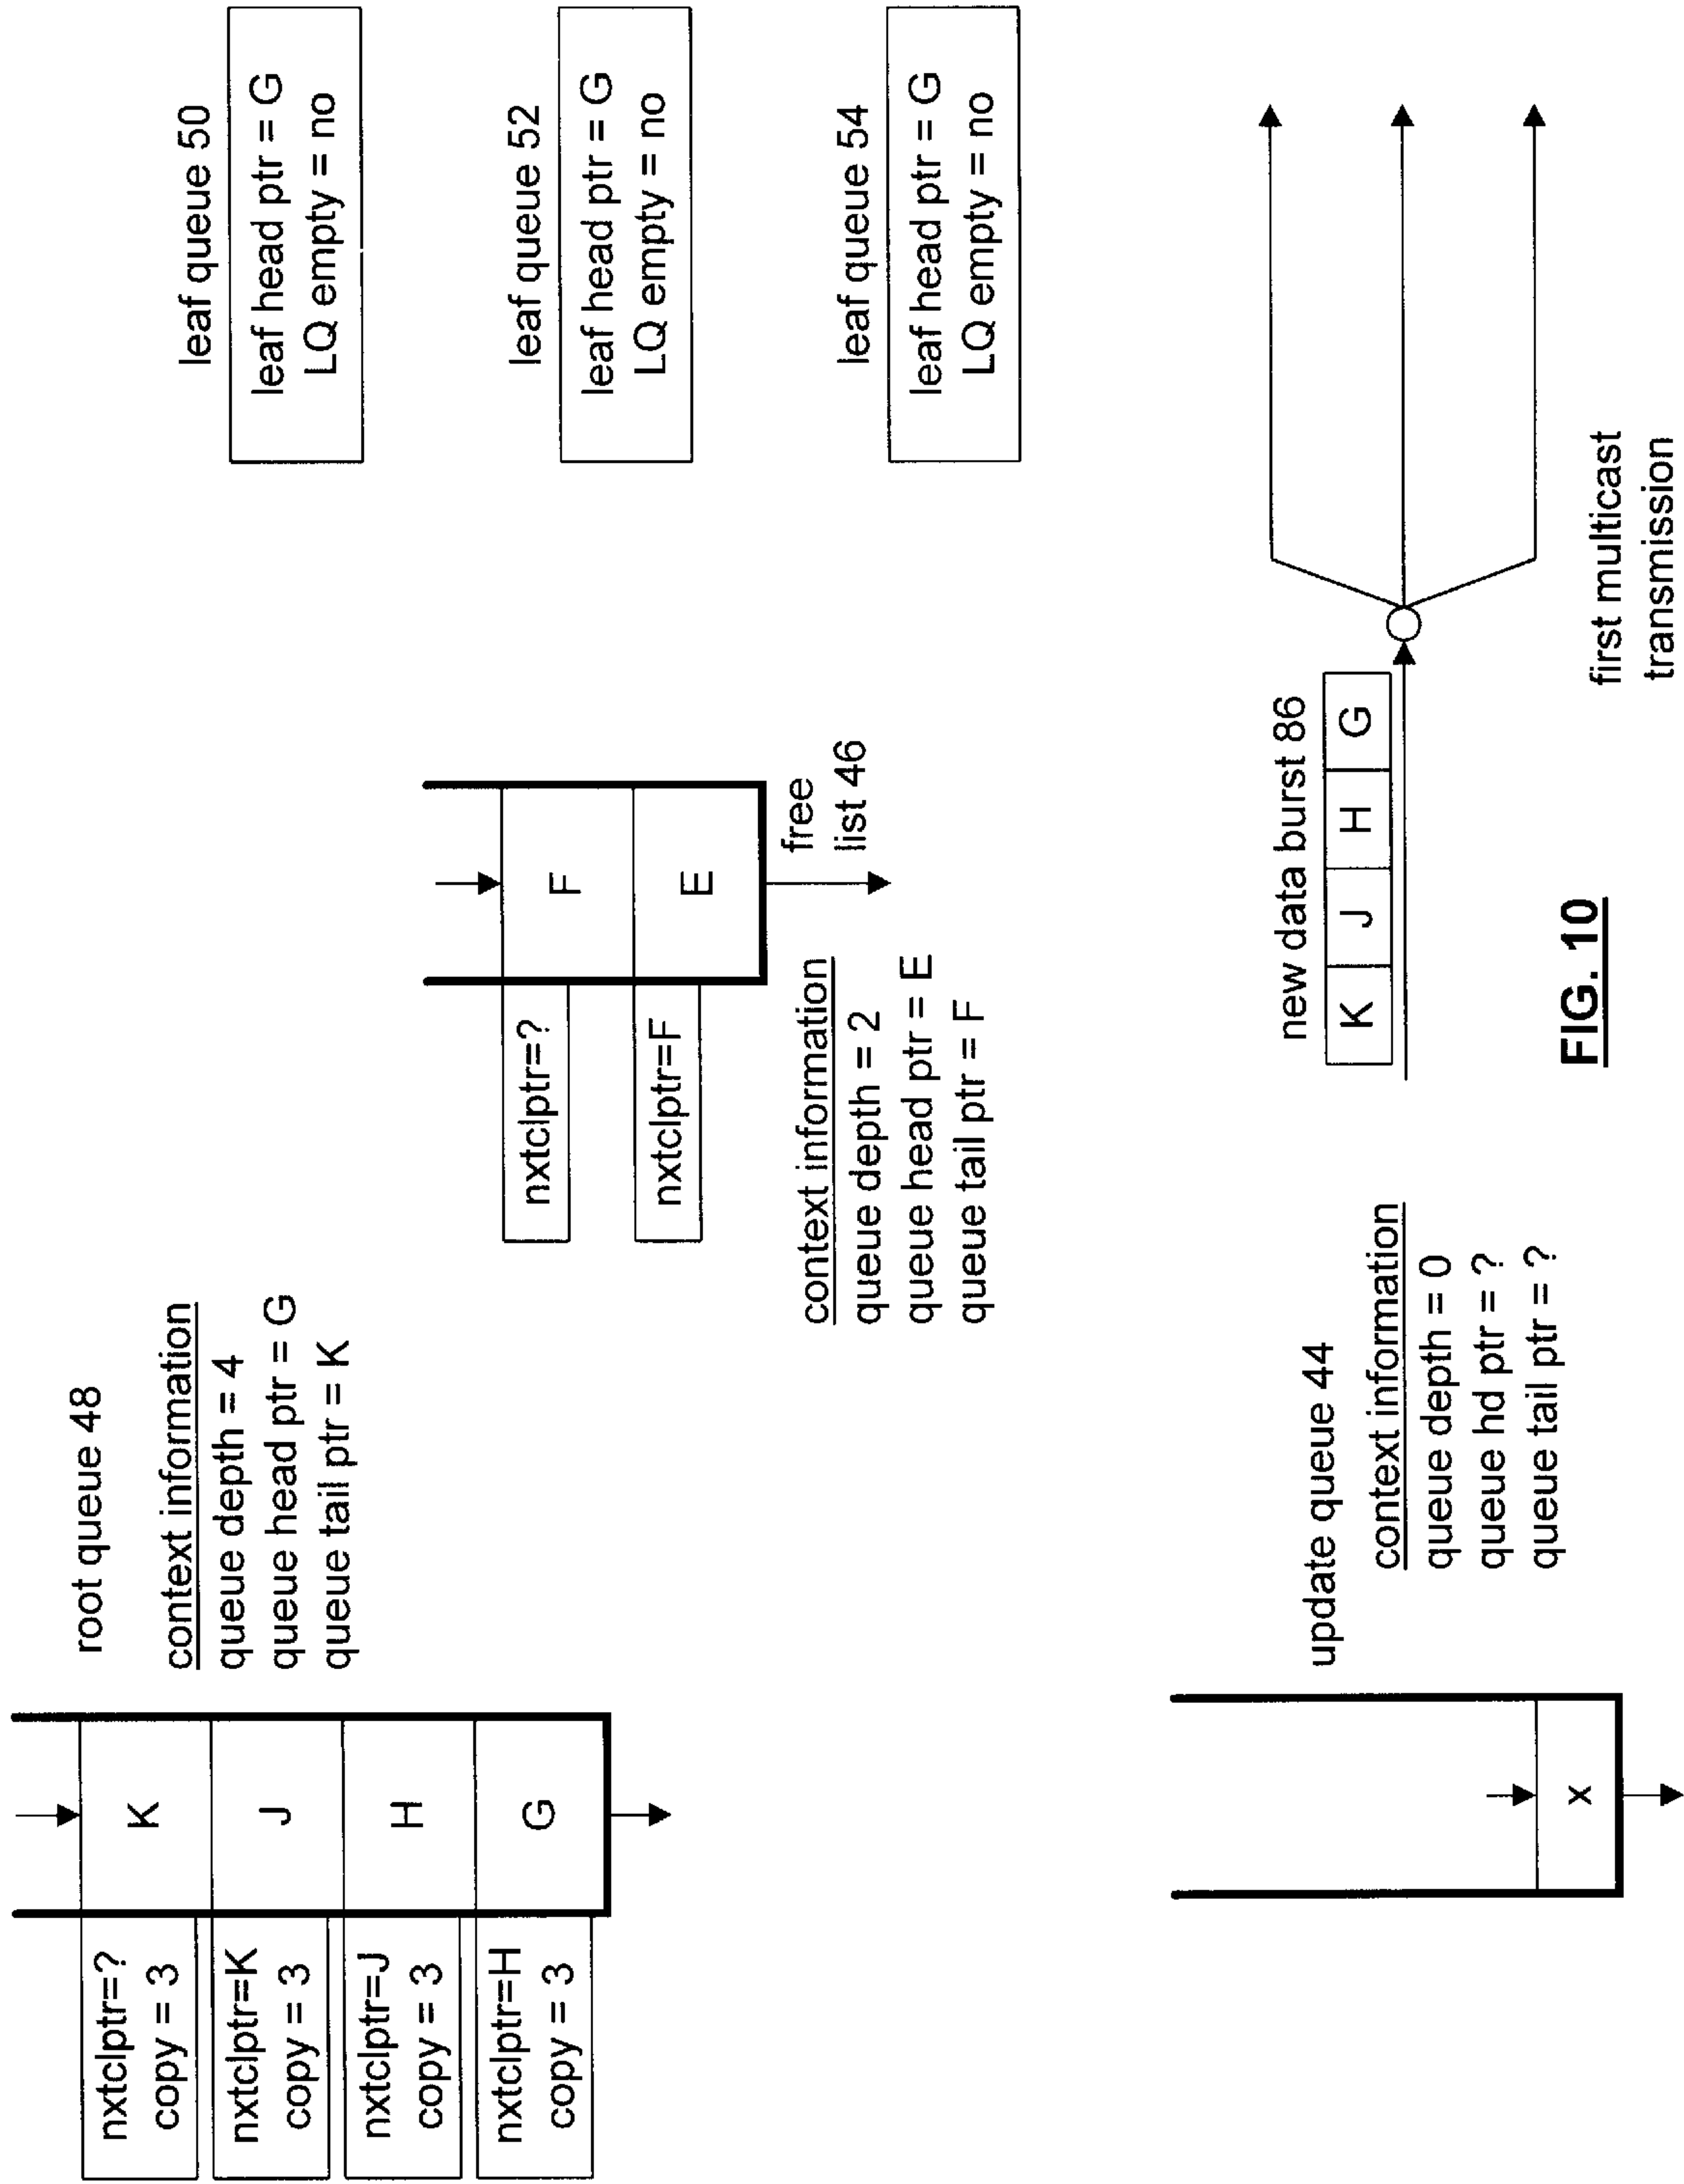 root queue 48
context information
queue depth = 4
queue head ptr = G
queue tail ptr = K
nxtclptr=?
copy = 3
K
nxtclptr=K
copy = 3
J
nxtclptr=J
copy = 3
H
nxtclptr=H
copy = 3
G
nxtclptr=?
F
nxtclptr=F
E
free
list 46
context information
queue depth = 2
queue head ptr = E
queue tail ptr = F
leaf queue 50
leaf head ptr = G
LQ empty = no
leaf queue 52
leaf head ptr = G
LQ empty = no
leaf queue 54
leaf head ptr = G
LQ empty = no
update queue 44
context information
queue depth = 0
queue hd ptr = ?
queue tail ptr = ?
x
new data burst 86
K J H G
first multicast
transmission
FIG. 10